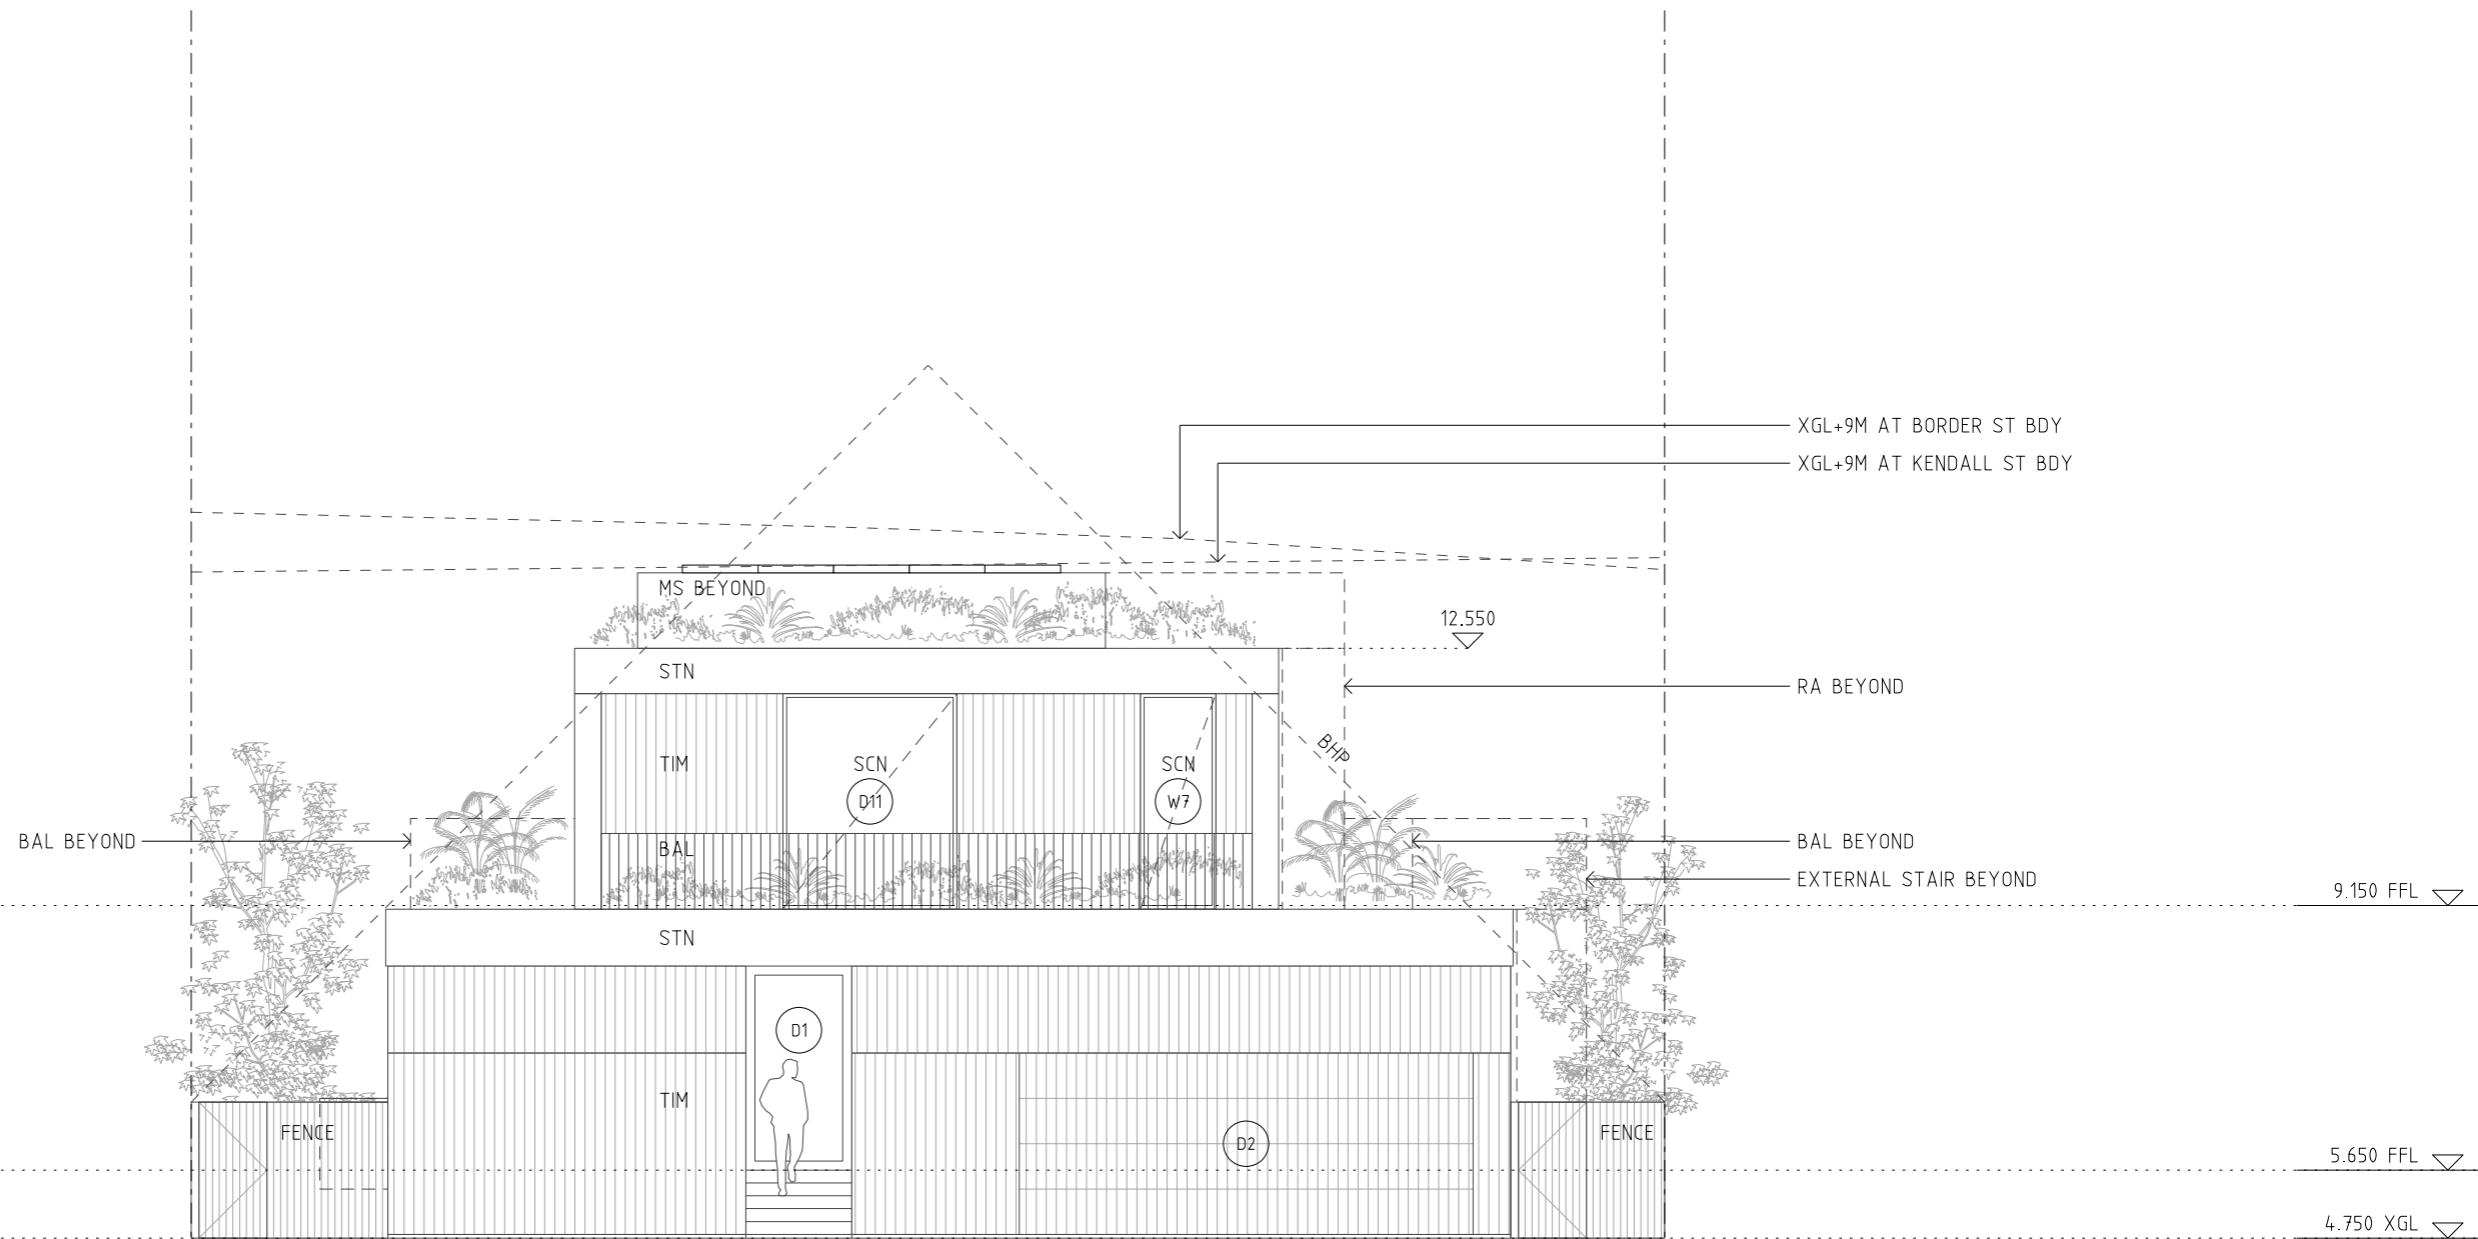 XGL+9M AT BORDER ST BDY
XGL+9M AT KENDALL ST BDY
MS BEYOND
12.550
STN
RA BEYOND
BHP
TIM
SCN
SCN
D11
W7
BAL BEYOND
BAL
BAL BEYOND
EXTERNAL STAIR BEYOND
9.150 FFL
STN
D1
TIM
FENCE
D2
FENCE
5.650 FFL
4.750 XGL